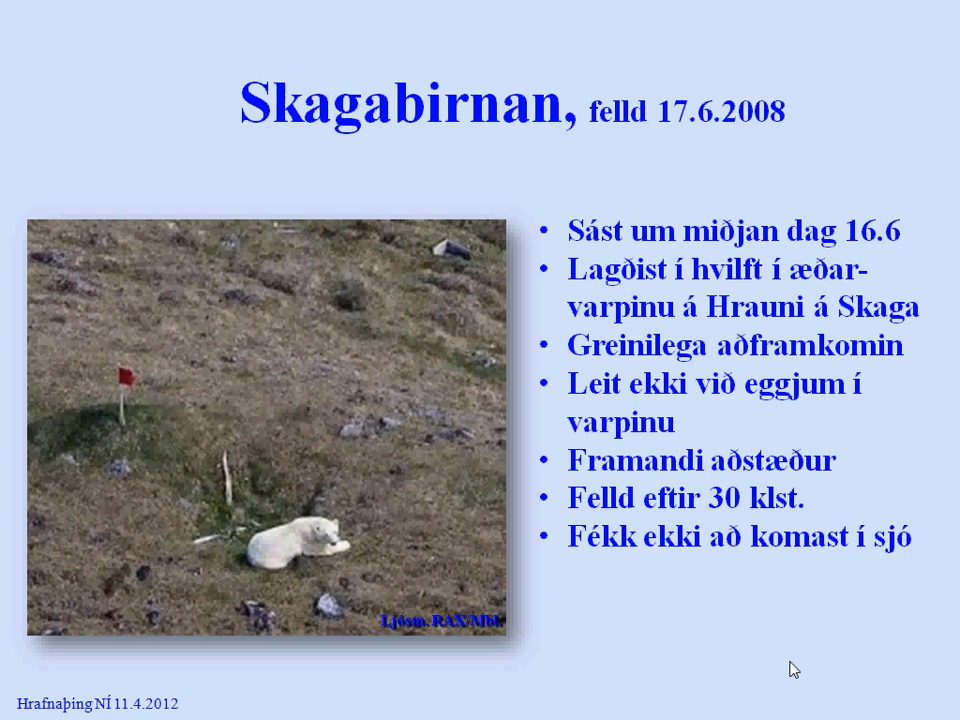 Skagabirnan, felld 17.6.2008
• Sást um miðjan dag 16.6
• Lagðist í hvilft í æðar-
varpinu á Hrauni á Skaga
• Greinilega aðframkomin
• Leit ekki við eggjum í
varpinu
• Framandi aðstæður
• Felld eftir 30 klst.
• Fékk ekki að komast í sjó
Ljósm. RAX/Mbl.
Hrafnaþing NÍ 11.4.2012